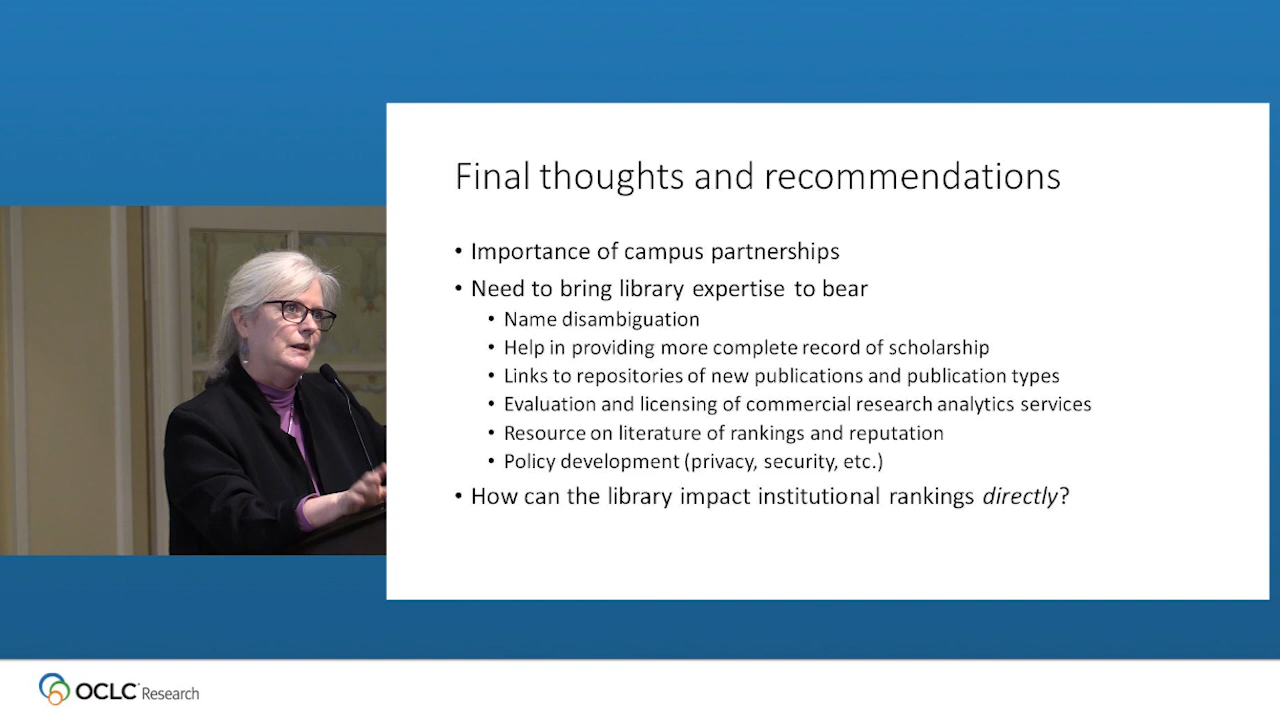 Final thoughts and recommendations
• Importance of campus partnerships
• Need to bring library expertise to bear
• Name disambiguation
• Help in providing more complete record of scholarship
• Links to repositories of new publications and publication types
• Evaluation and licensing of commercial research analytics services
• Resource on literature of rankings and reputation
• Policy development (privacy, security, etc.)
• How can the library impact institutional rankings directly?
OCLC Research